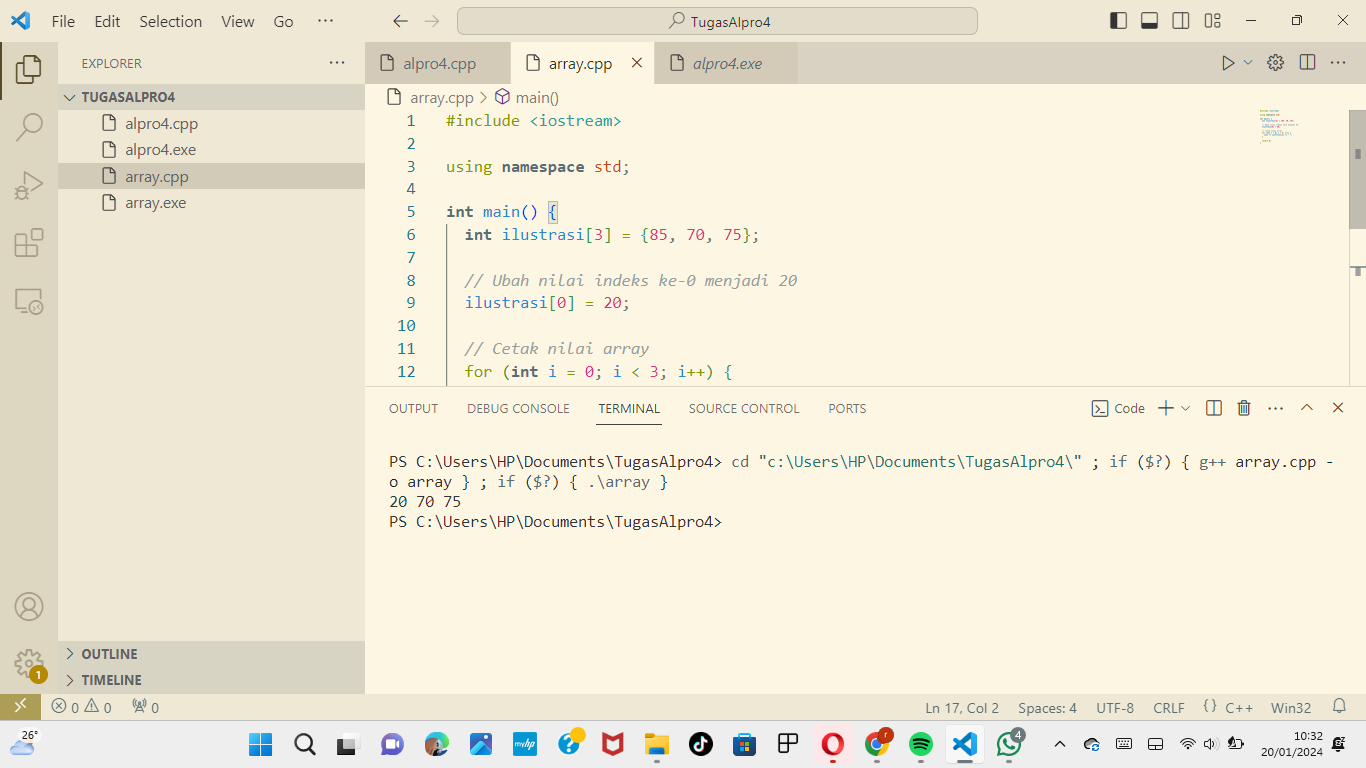 File Edit Selection View Go ···
TugasAlpro4
EXPLORER
TUGASALPRO4
alpro4.cpp
alpro4.exe
array.cpp
array.exe
OUTLINE
TIMELINE
alpro4.cpp array.cpp alpro4.exe
array.cpp > main()
1 #include <iostream>
2
3 using namespace std;
4
5 int main() {
6 int ilustrasi[3] = {85, 70, 75};
7
8 // Ubah nilai indeks ke-0 menjadi 20
9 ilustrasi[0] = 20;
10
11 // Cetak nilai array
12 for (int i = 0; i < 3; i++) {
OUTPUT DEBUG CONSOLE TERMINAL SOURCE CONTROL PORTS
Code
PS C:\Users\HP\Documents\TugasAlpro4> cd "c:\Users\HP\Documents\TugasAlpro4\" ; if ($?) { g++ array.cpp -
o array } ; if ($?) { .\array }
20 70 75
PS C:\Users\HP\Documents\TugasAlpro4>
1
0 0 0 Ln 17, Col 2 Spaces: 4 UTF-8 CRLF {} C++ Win32
26°
myhp
r
4
10:32
20/01/2024